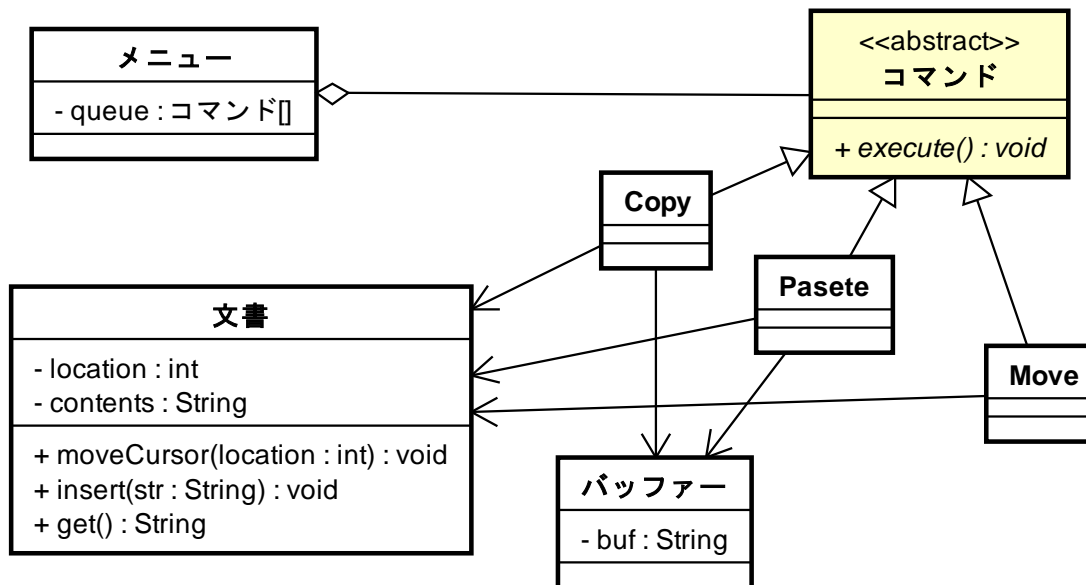 メニュー
- queue : コマンド[]
<<abstract>>
コマンド
+ execute() : void
Copy
Pasete
Move
文書
- location : int
- contents : String
+ moveCursor(location : int) : void
+ insert(str : String) : void
+ get() : String
バッファー
- buf : String